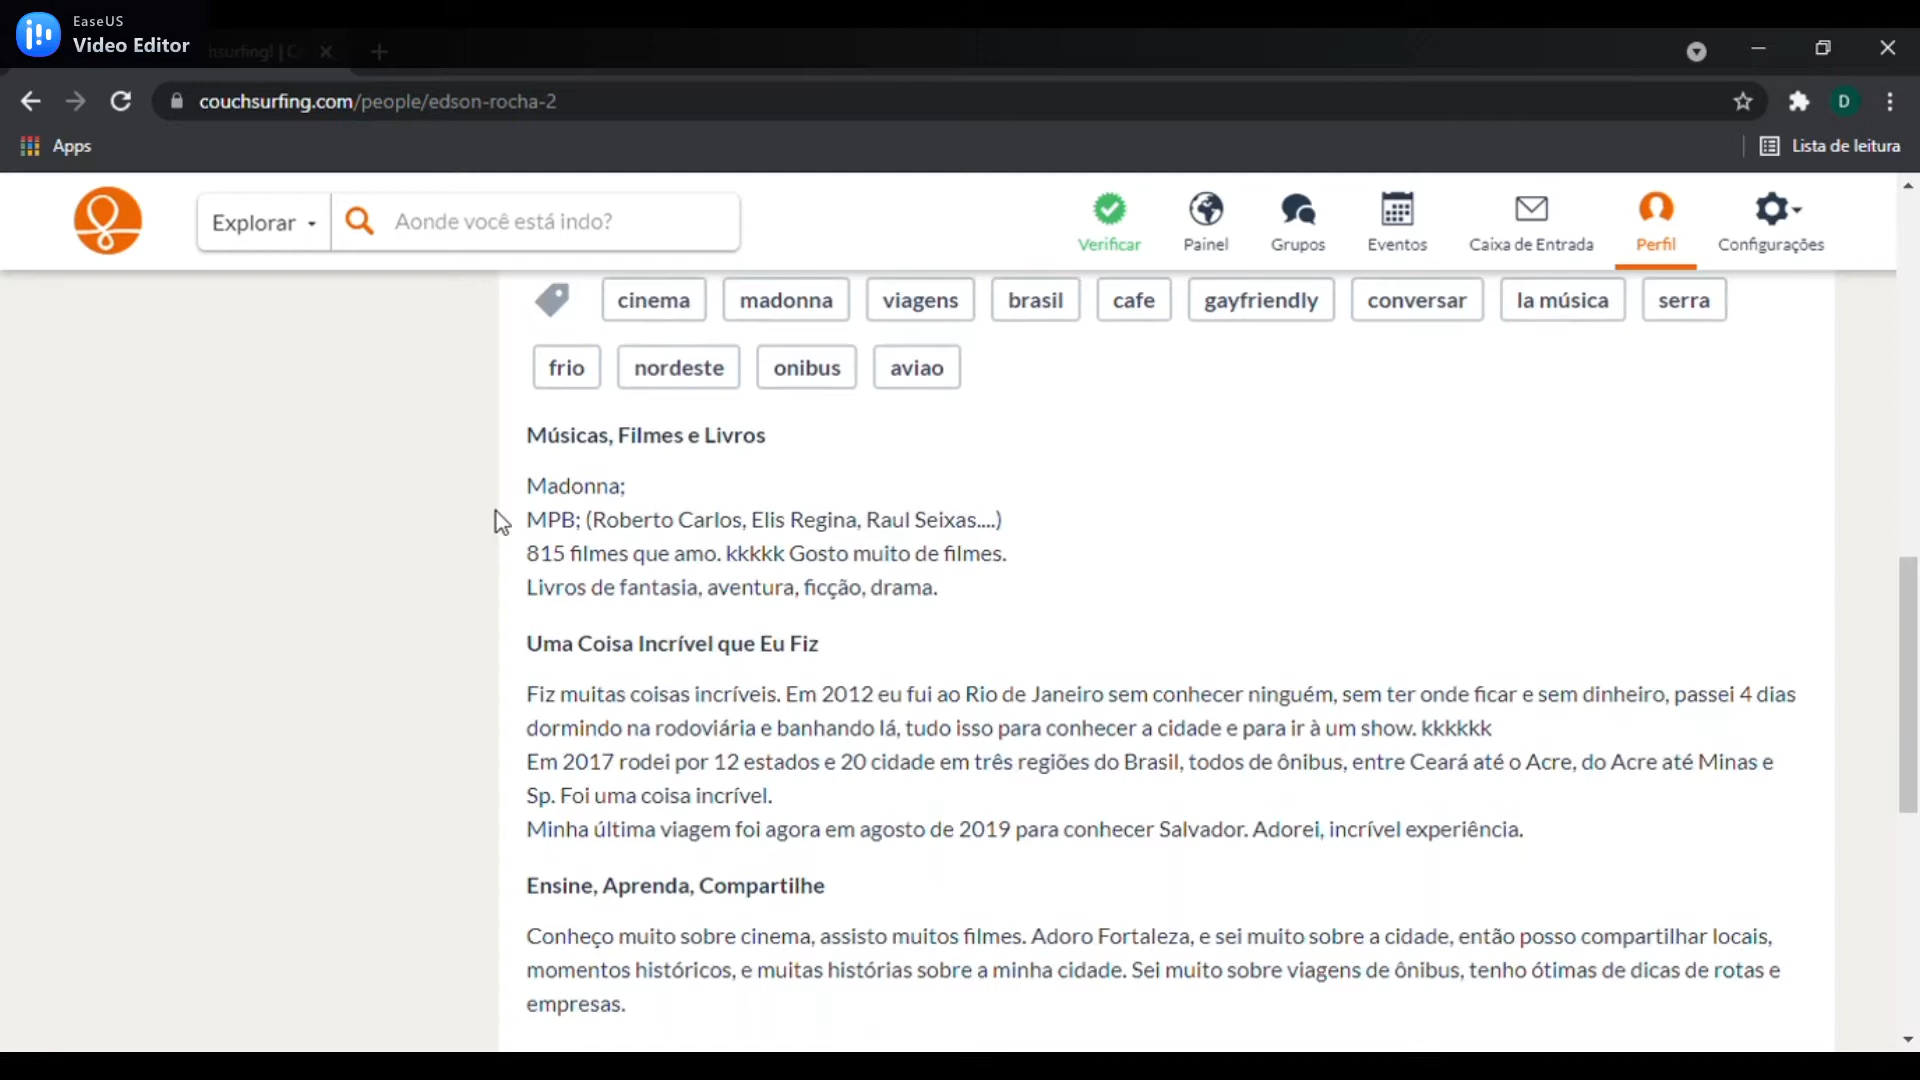 EaseUS
Video Editor
hsurfing! | C
couchsurfing.com/people/edson-rocha-2
D
Apps
Lista de leitura
Explorar
Aonde você está indo?
Verificar
Painel
Grupos
Eventos
Caixa de Entrada
Perfil
Configurações
cinema madonna viagens brasil cafe gayfriendly conversar la música serra
frio nordeste onibus aviao
Músicas, Filmes e Livros
Madonna;
MPB; (Roberto Carlos, Elis Regina, Raul Seixas....)
815 filmes que amo. kkkkk Gosto muito de filmes.
Livros de fantasia, aventura, ficção, drama.
Uma Coisa Incrível que Eu Fiz
Fiz muitas coisas incríveis. Em 2012 eu fui ao Rio de Janeiro sem conhecer ninguém, sem ter onde ficar e sem dinheiro, passei 4 dias
dormindo na rodoviária e banhando lá, tudo isso para conhecer a cidade e para ir à um show. kkkkkk
Em 2017 rodei por 12 estados e 20 cidade em três regiões do Brasil, todos de ônibus, entre Ceará até o Acre, do Acre até Minas e
Sp. Foi uma coisa incrível.
Minha última viagem foi agora em agosto de 2019 para conhecer Salvador. Adorei, incrível experiência.
Ensine, Aprenda, Compartilhe
Conheço muito sobre cinema, assisto muitos filmes. Adoro Fortaleza, e sei muito sobre a cidade, então posso compartilhar locais,
momentos históricos, e muitas histórias sobre a minha cidade. Sei muito sobre viagens de ônibus, tenho ótimas de dicas de rotas e
empresas.